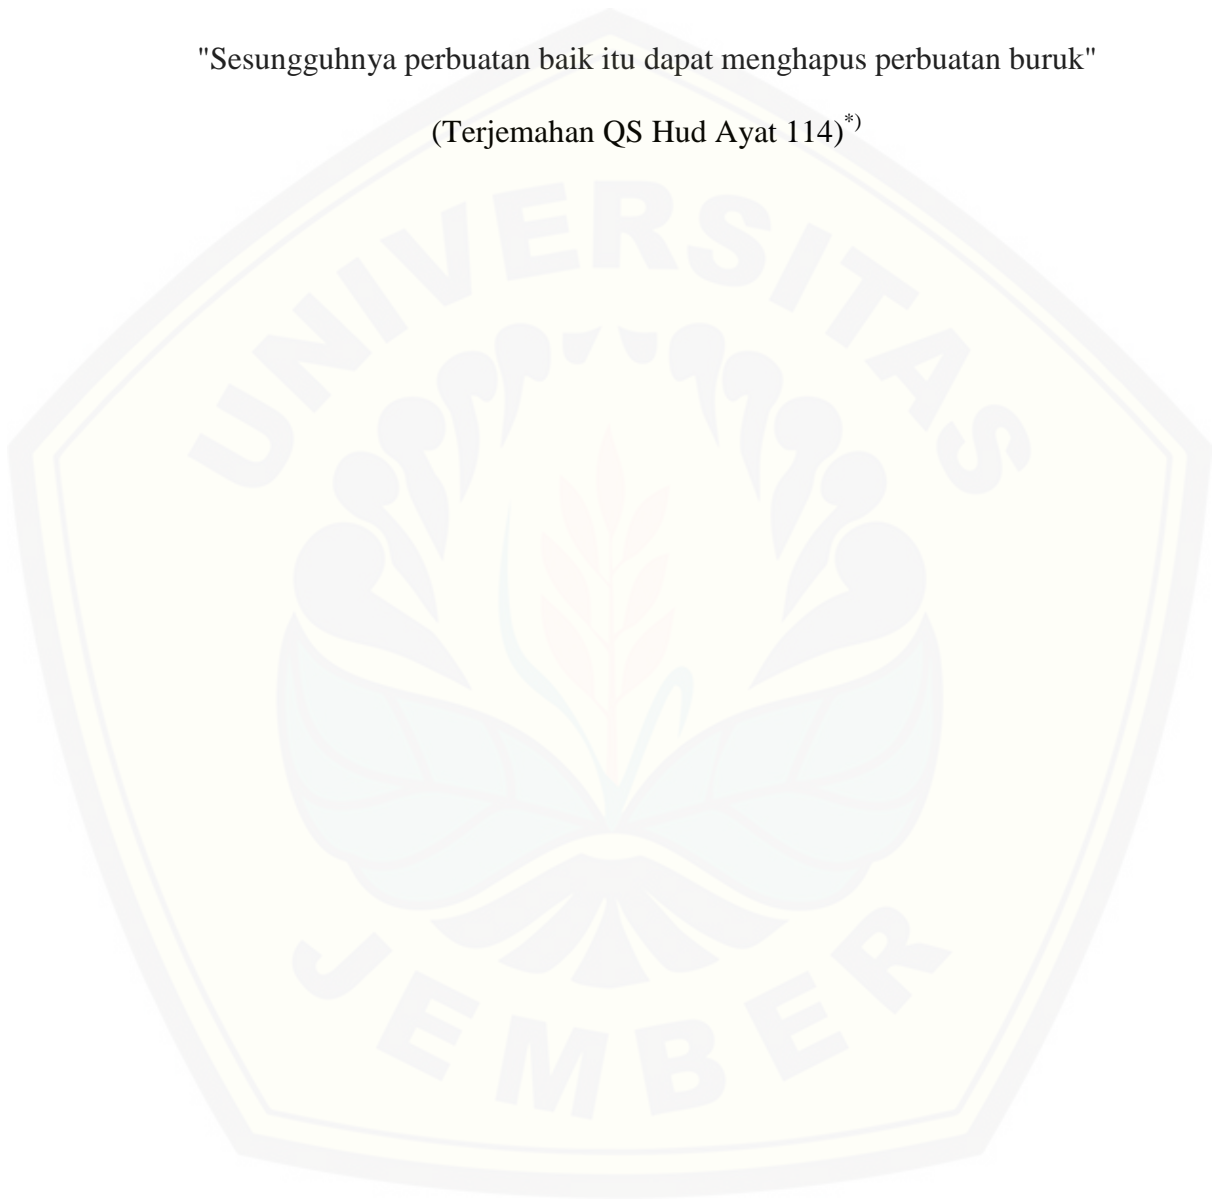 "Sesungguhnya perbuatan baik itu dapat menghapus perbuatan buruk"
(Terjemahan QS Hud Ayat 114)*)
UNIVERSITAS
JEMBER